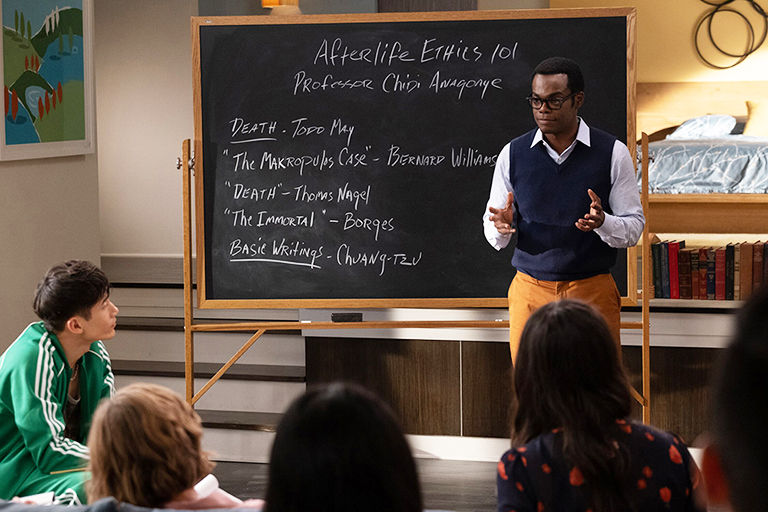 Afterlife Ethics 101
Professor Chidi Anagonye
Death - Todd May
"The Makropulos Case" - Bernard Williams
"Death" - Thomas Nagel
"The Immortal" - Borges
Basic Writings - Chuang-tzu